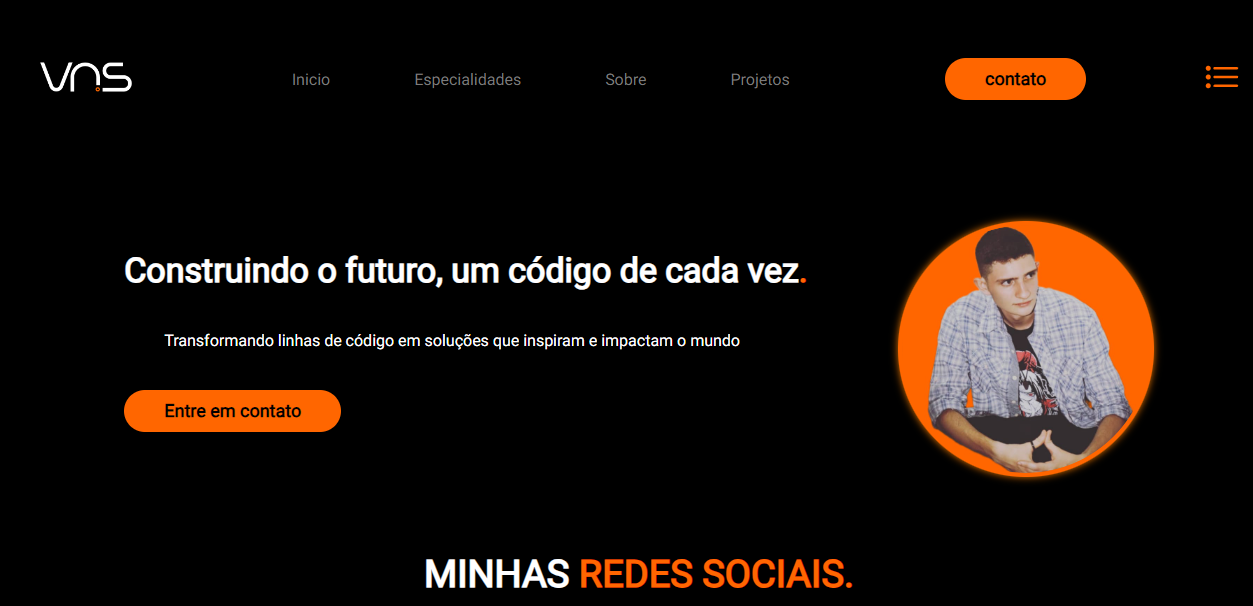 vns
Inicio
Especialidades
Sobre
Projetos
contato
Construindo o futuro, um código de cada vez.
Transformando linhas de código em soluções que inspiram e impactam o mundo
Entre em contato
MINHAS REDES SOCIAIS.